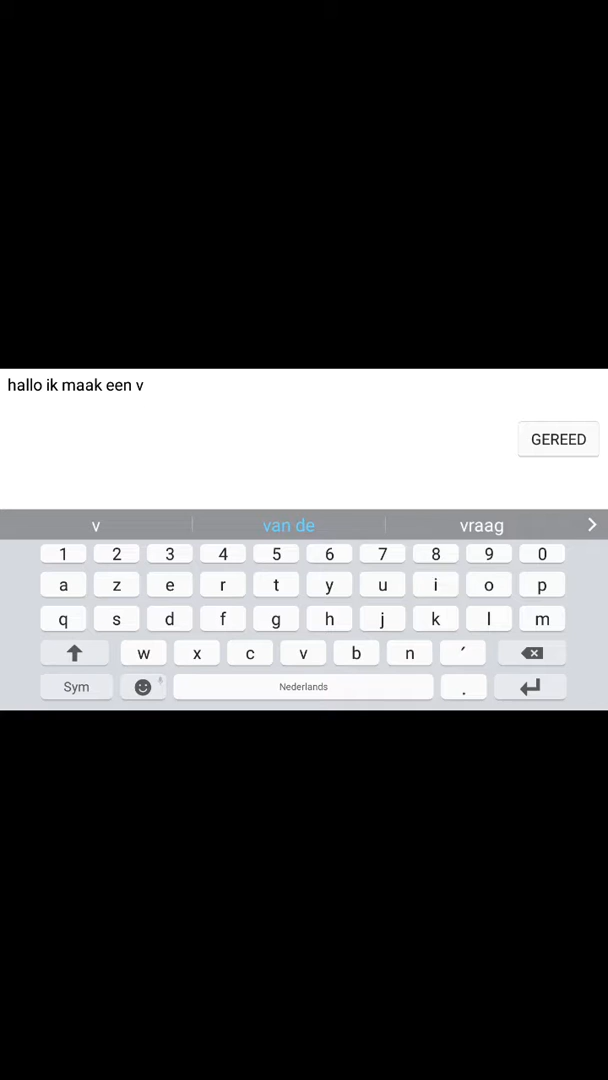 hallo ik maak een v
GEREED
v van de vraag
1 2 3 4 5 6 7 8 9 0
a z e r t y u i o p
q s d f g h j k l m
w x c v b n ´
Sym Nederlands .